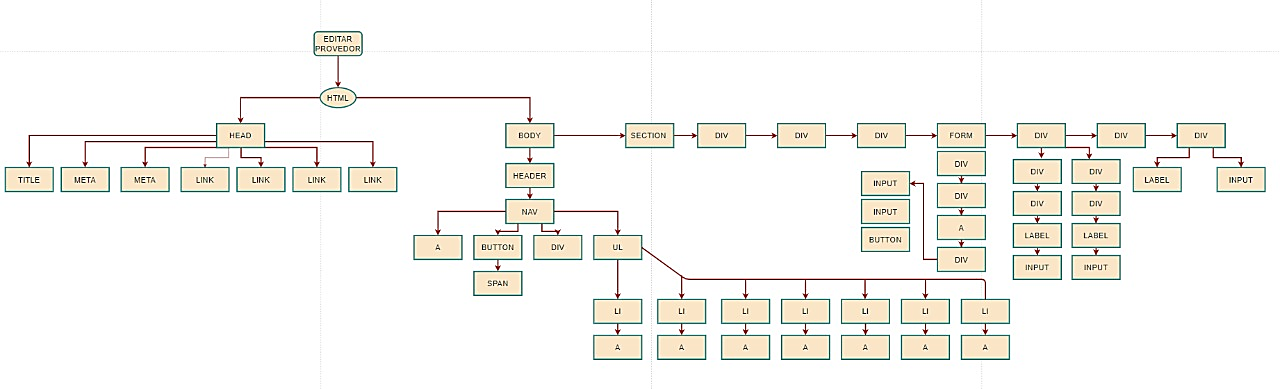 EDITAR
PROVEDOR
HTML
HEAD
BODY
SECTION
DIV
DIV
DIV
FORM
DIV
DIV
DIV
TITLE
META
META
LINK
LINK
LINK
LINK
HEADER
NAV
A
BUTTON
DIV
UL
SPAN
LI
LI
LI
LI
LI
LI
LI
A
A
A
A
A
A
A
DIV
DIV
A
DIV
INPUT
INPUT
BUTTON
DIV
DIV
LABEL
INPUT
DIV
DIV
LABEL
INPUT
LABEL
INPUT